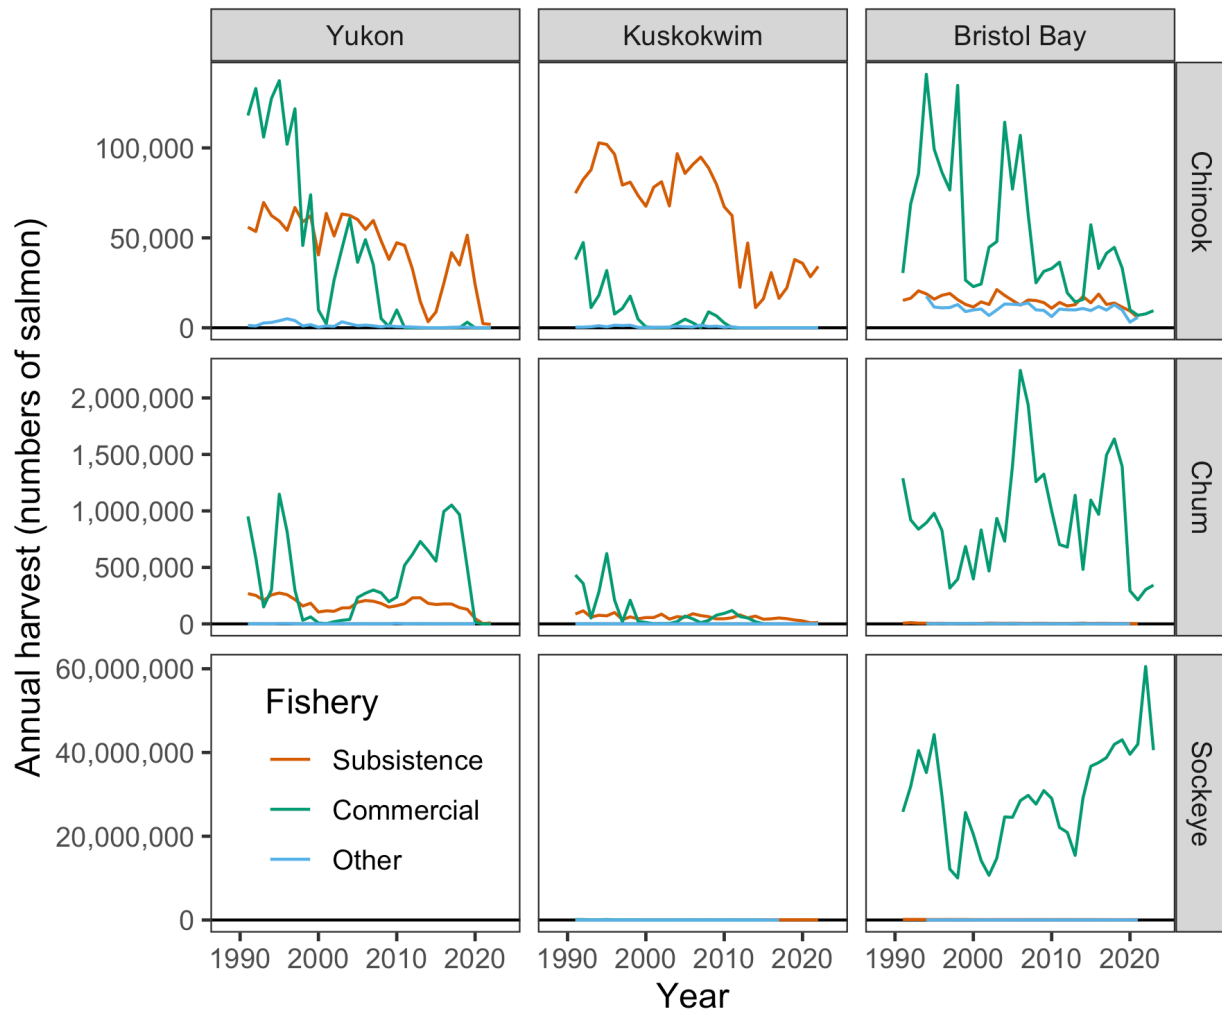 Yukon
Kuskokwim
Bristol Bay
Annual harvest (numbers of salmon)
100,000
50,000
0
Chinook
2,000,000
1,500,000
1,000,000
500,000
0
Chum
60,000,000
40,000,000
20,000,000
0
Fishery
Subsistence
Commercial
Other
Sockeye
1990 2000 2010 2020
1990 2000 2010 2020
1990 2000 2010 2020
Year